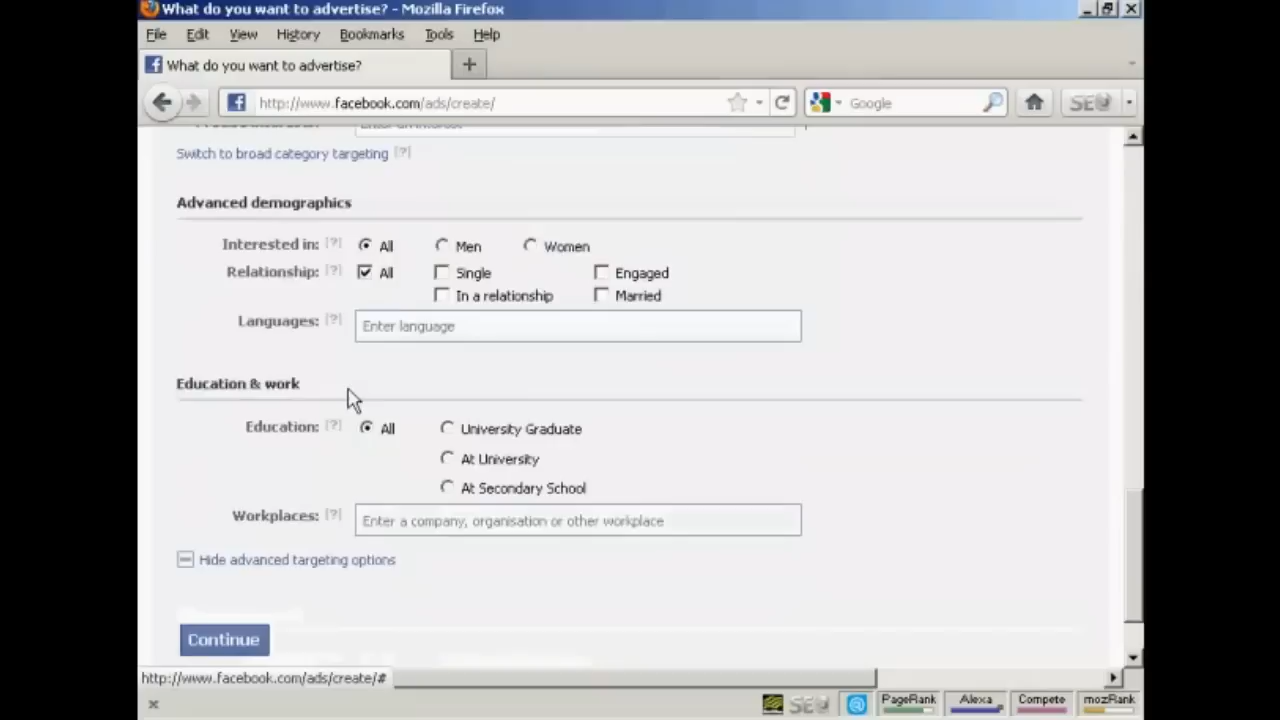 What do you want to advertise? - Mozilla Firefox
File Edit View History Bookmarks Tools Help
What do you want to advertise?
http://www.facebook.com/ads/create/
Google
SEO
Switch to broad category targeting [?]
Advanced demographics
Interested in: [?] All Men Women
Relationship: [?] All Single Engaged
In a relationship Married
Languages: [?] Enter language
Education & work
Education: [?] All University Graduate
At University
At Secondary School
Workplaces: [?] Enter a company, organisation or other workplace
Hide advanced targeting options
Continue
http://www.facebook.com/ads/create/#
SEO @ PageRank Alexa Compete mozRank